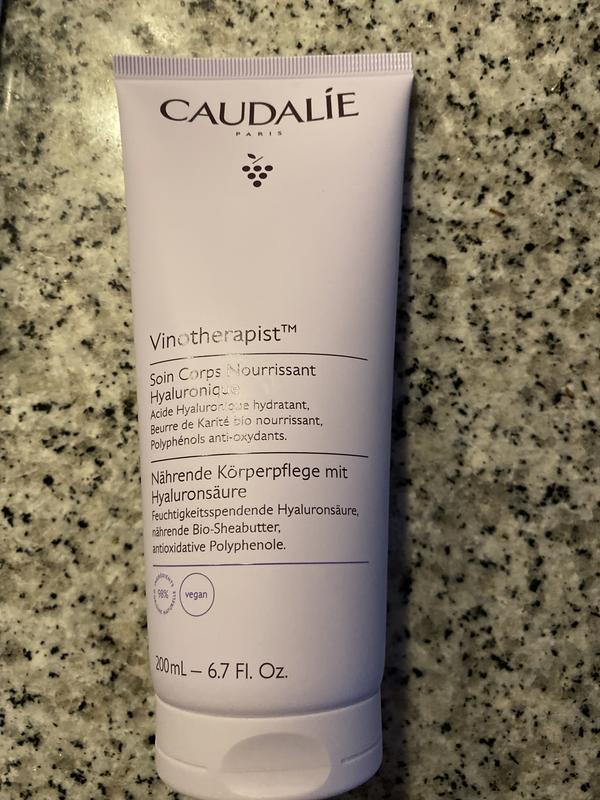 CAUDALÍE
PARIS
Vinotherapist™
Soin Corps Nourrissant
Hyaluronique
Acide Hyaluronique hydratant,
Beurre de Karité bio nourrissant,
Polyphénols anti-oxydants.
Nährende Körperpflege mit
Hyaluronsäure
Feuchtigkeitsspendende Hyaluronsäure,
nährende Bio-Sheabutter,
antioxidative Polyphenole.
98%
vegan
200mL – 6.7 Fl. Oz.